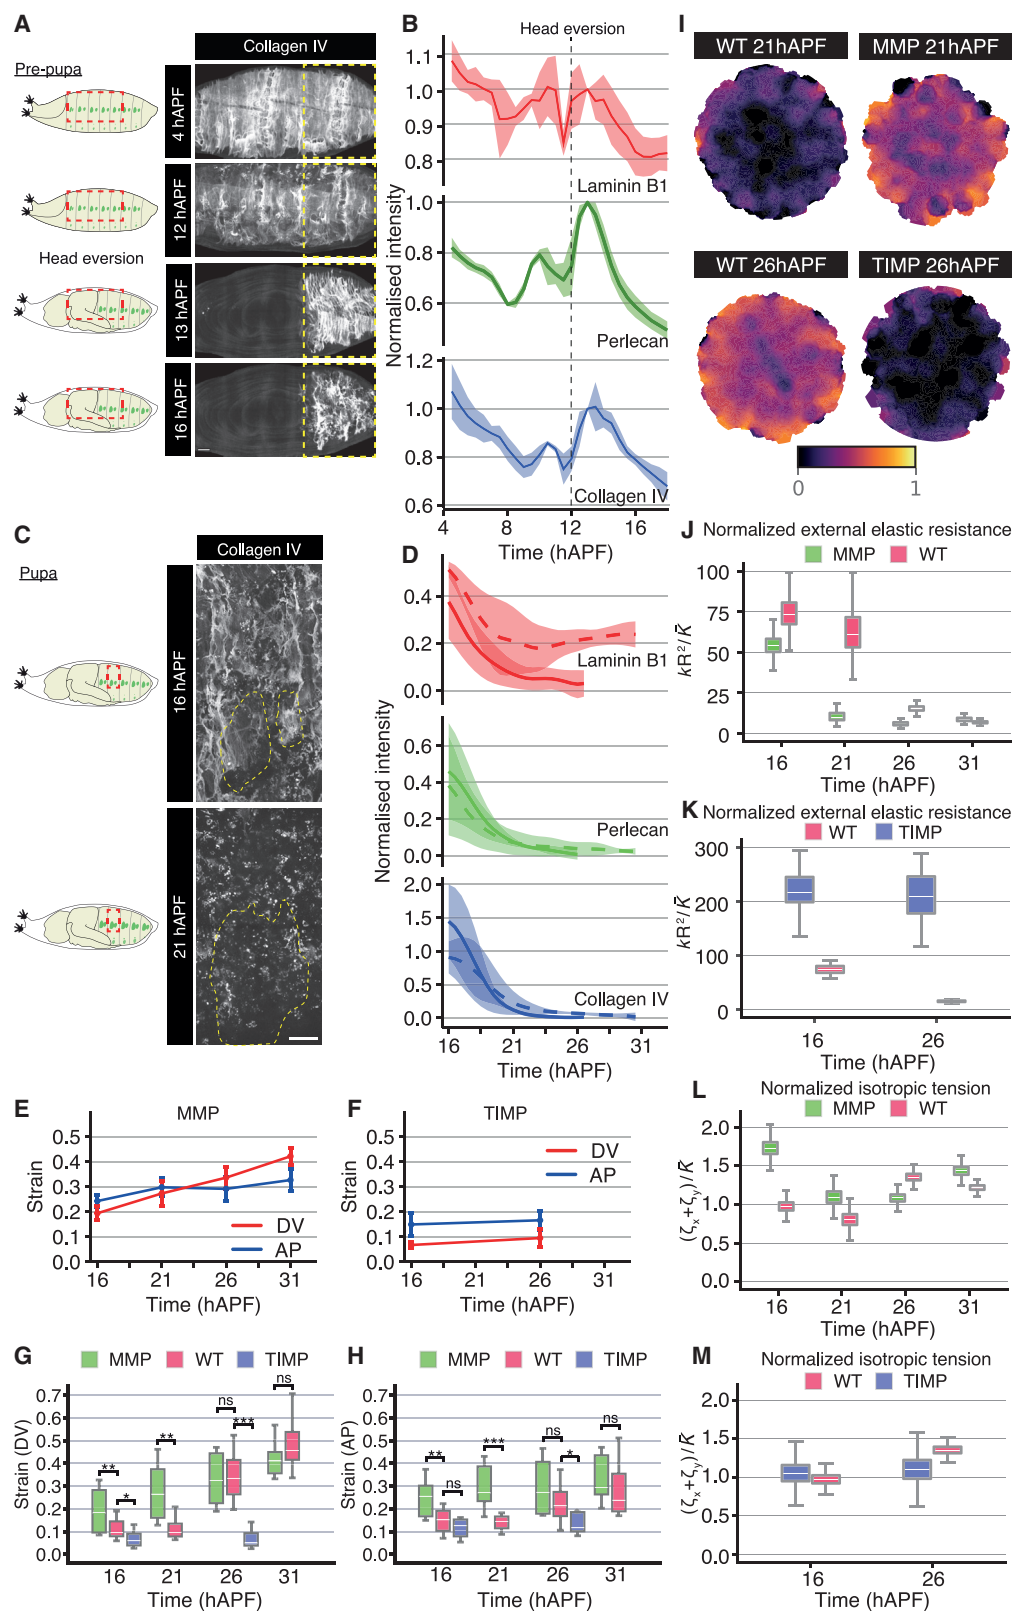 A
Collagen IV
Pre-pupa
4 hAPF
12 hAPF
Head eversion
13 hAPF
16 hAPF
B
Head eversion
Normalised intensity
1.1
1.0
0.9
0.8
Laminin B1
1.0
0.8
0.6
Perlecan
1.2
1.0
0.8
0.6
Collagen IV
4 8 12 16
Time (hAPF)
C
Collagen IV
Pupa
16 hAPF
21 hAPF
D
Normalised intensity
0.4
0.2
0.0
Laminin B1
0.6
0.4
0.2
0.0
Perlecan
2.0
1.5
1.0
0.5
0.0
Collagen IV
16 21 26 31
Time (hAPF)
E
MMP
Strain
0.5
0.4
0.3
0.2
0.1
0.0
DV
AP
16 21 26 31
Time (hAPF)
F
TIMP
Strain
0.5
0.4
0.3
0.2
0.1
0.0
DV
AP
16 21 26 31
Time (hAPF)
G
MMP WT TIMP
Strain (DV)
0.7
0.6
0.5
0.4
0.3
0.2
0.1
0.0
** * ** ns *** ns
16 21 26 31
Time (hAPF)
H
MMP WT TIMP
Strain (AP)
0.7
0.6
0.5
0.4
0.3
0.2
0.1
0.0
** ns *** ns * ns
16 21 26 31
Time (hAPF)
I
WT 21hAPF
MMP 21hAPF
WT 26hAPF
TIMP 26hAPF
0 1
J
Normalized external elastic resistance
MMP WT
kR²/K̄
100
75
50
25
0
16 21 26 31
Time (hAPF)
K
Normalized external elastic resistance
WT TIMP
kR²/K̄
300
200
100
0
16 26
Time (hAPF)
L
Normalized isotropic tension
MMP WT
(ζx+ζy)/K̄
2.0
1.5
1.0
0.5
0.0
16 21 26 31
Time (hAPF)
M
Normalized isotropic tension
WT TIMP
(ζx+ζy)/K̄
2.0
1.5
1.0
0.5
0.0
16 26
Time (hAPF)